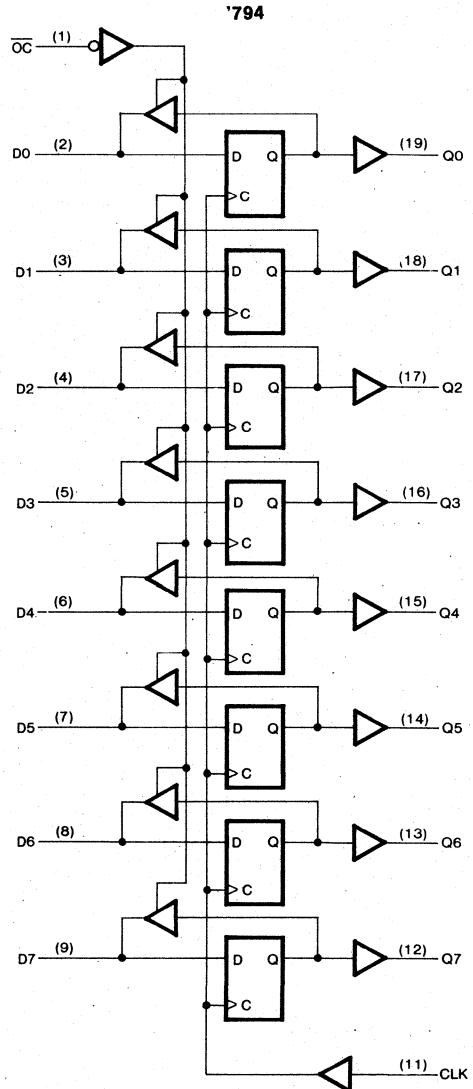 '794
OC (1)
D0 (2) D Q (19) Q0
C
D1 (3) D Q (18) Q1
C
D2 (4) D Q (17) Q2
C
D3 (5) D Q (16) Q3
C
D4 (6) D Q (15) Q4
C
D5 (7) D Q (14) Q5
C
D6 (8) D Q (13) Q6
C
D7 (9) D Q (12) Q7
C
(11) CLK